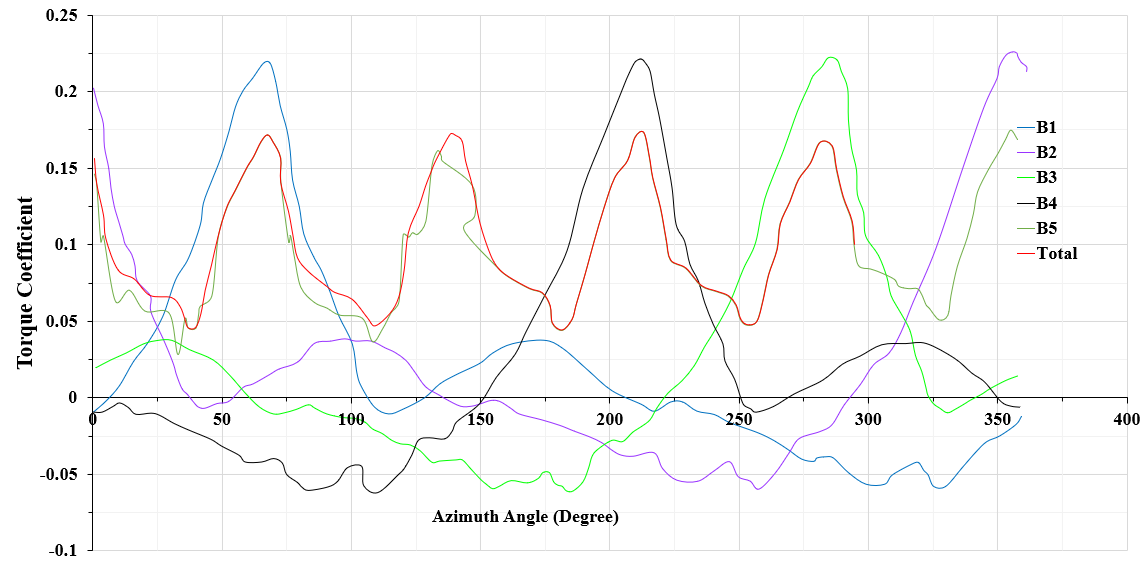 0.25
0.2
0.15
0.1
0.05
0
-0.05
-0.1
0 50 100 150 200 250 300 350 400
Torque Coefficient
Azimuth Angle (Degree)
B1
B2
B3
B4
B5
Total